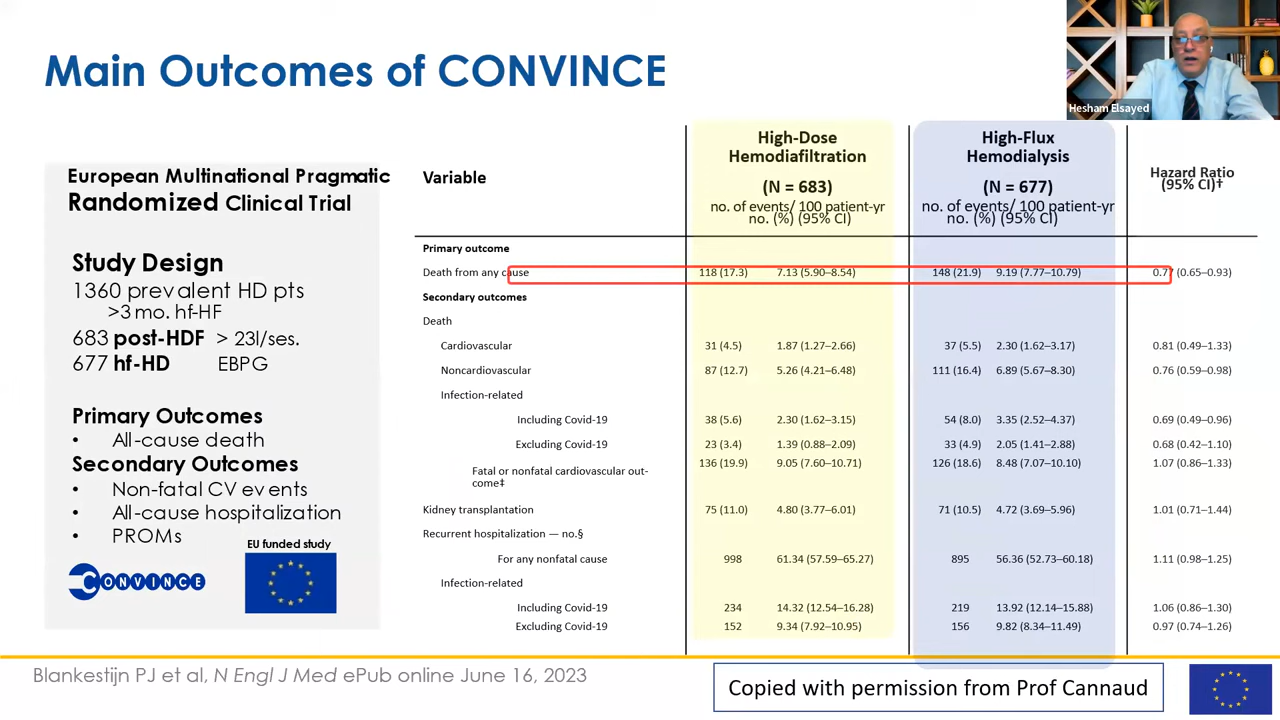 Main Outcomes of CONVINCE
Hesham Elsayed
European Multinational Pragmatic
Randomized Clinical Trial
Study Design
1360 prevalent HD pts
>3 mo. hf-HF
683 post-HDF > 23l/ses.
677 hf-HD EBPG
Primary Outcomes
• All-cause death
Secondary Outcomes
• Non-fatal CV events
• All-cause hospitalization
• PROMs
EU funded study
CONVINCE
Variable
High-Dose
Hemodiafiltration
(N = 683)
no. of events/ 100 patient-yr
no. (%) (95% CI)
High-Flux
Hemodialysis
(N = 677)
no. of events/ 100 patient-yr
no. (%) (95% CI)
Hazard Ratio
(95% CI)†
Primary outcome
Death from any cause 118 (17.3) 7.13 (5.90–8.54) 148 (21.9) 9.19 (7.77–10.79) 0.77 (0.65–0.93)
Secondary outcomes
Death
Cardiovascular 31 (4.5) 1.87 (1.27–2.66) 37 (5.5) 2.30 (1.62–3.17) 0.81 (0.49–1.33)
Noncardiovascular 87 (12.7) 5.26 (4.21–6.48) 111 (16.4) 6.89 (5.67–8.30) 0.76 (0.59–0.98)
Infection-related
Including Covid-19 38 (5.6) 2.30 (1.62–3.15) 54 (8.0) 3.35 (2.52–4.37) 0.69 (0.49–0.96)
Excluding Covid-19 23 (3.4) 1.39 (0.88–2.09) 33 (4.9) 2.05 (1.41–2.88) 0.68 (0.42–1.10)
Fatal or nonfatal cardiovascular out- 136 (19.9) 9.05 (7.60–10.71) 126 (18.6) 8.48 (7.07–10.10) 1.07 (0.86–1.33)
come‡
Kidney transplantation 75 (11.0) 4.80 (3.77–6.01) 71 (10.5) 4.72 (3.69–5.96) 1.01 (0.71–1.44)
Recurrent hospitalization — no.§
For any nonfatal cause 998 61.34 (57.59–65.27) 895 56.36 (52.73–60.18) 1.11 (0.98–1.25)
Infection-related
Including Covid-19 234 14.32 (12.54–16.28) 219 13.92 (12.14–15.88) 1.06 (0.86–1.30)
Excluding Covid-19 152 9.34 (7.92–10.95) 156 9.82 (8.34–11.49) 0.97 (0.74–1.26)
Blankestijn PJ et al, N Engl J Med ePub online June 16, 2023
Copied with permission from Prof Cannaud